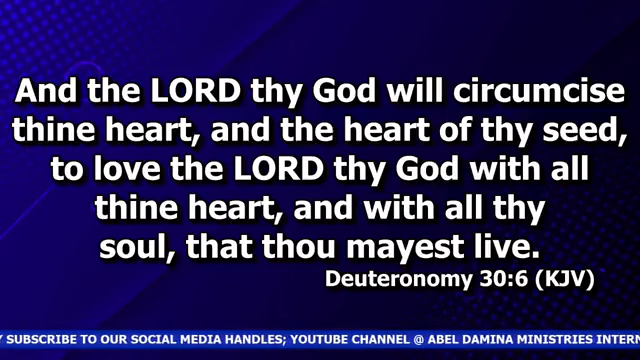 And the LORD thy God will circumcise
thine heart, and the heart of thy seed,
to love the LORD thy God with all
thine heart, and with all thy
soul, that thou mayest live.
Deuteronomy 30:6 (KJV)
SUBSCRIBE TO OUR SOCIAL MEDIA HANDLES; YOUTUBE CHANNEL @ ABEL DAMINA MINISTRIES